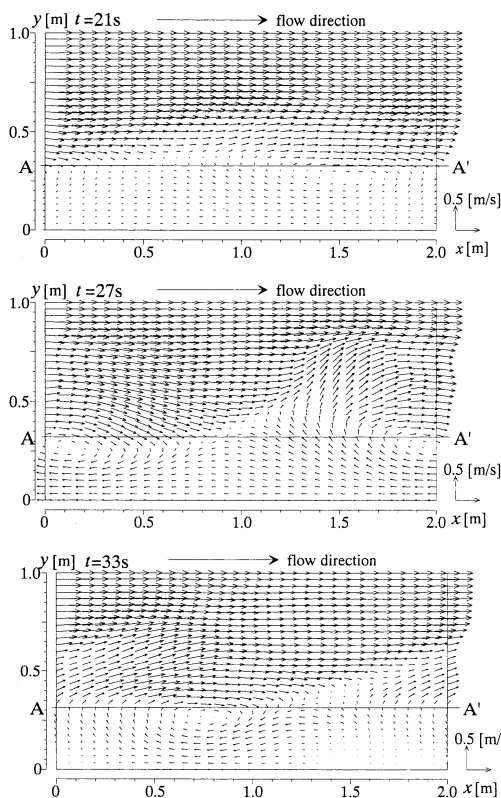 y [m] t=21s flow direction
1.0
0.5
A A'
0.5 [m/s]
0
0 0.5 1.0 1.5 2.0 x [m]
y [m] t=27s flow direction
1.0
0.5
A A'
0.5 [m/s]
0
0 0.5 1.0 1.5 2.0 x [m]
y [m] t=33s flow direction
1.0
0.5
A A'
0.5 [m/
0
0 0.5 1.0 1.5 2.0 x [m]